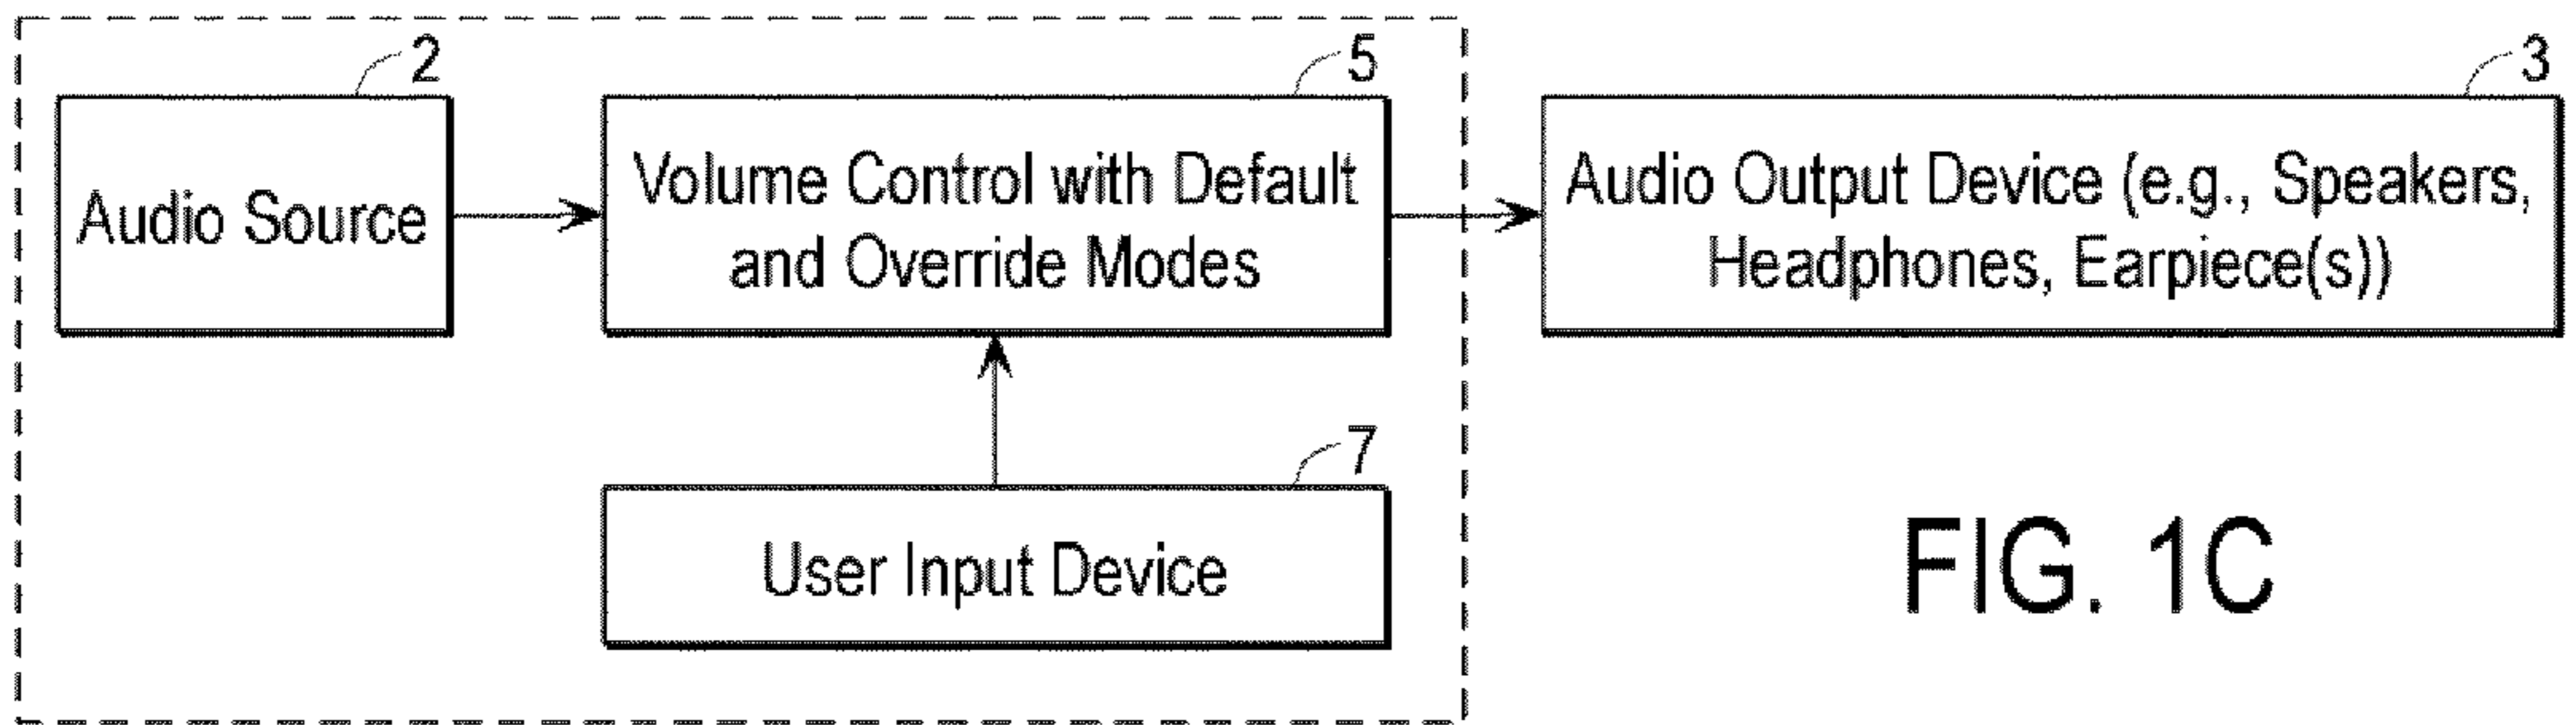 2
5
3
Audio Source
Volume Control with Default
and Override Modes
Audio Output Device (e.g., Speakers,
Headphones, Earpiece(s))
7
User Input Device
FIG. 1C